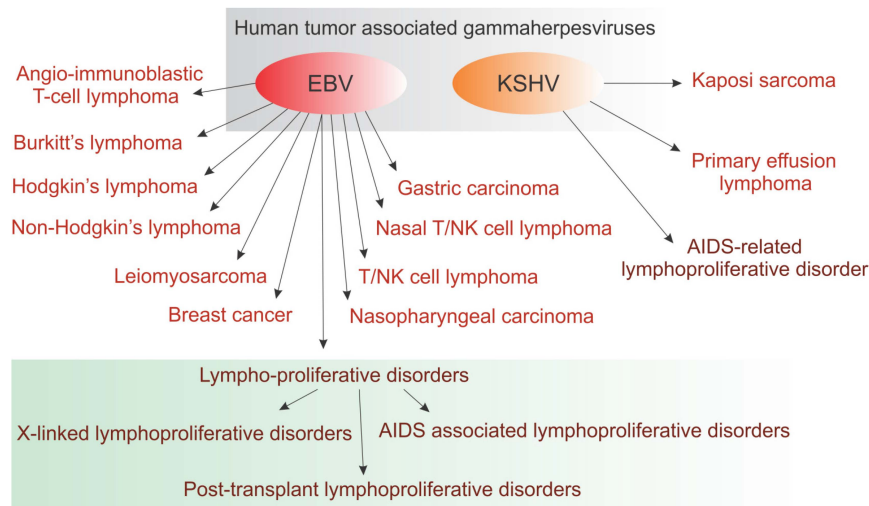 Human tumor associated gammaherpesviruses
EBV
KSHV
Angio-immunoblastic
T-cell lymphoma
Burkitt's lymphoma
Hodgkin's lymphoma
Non-Hodgkin's lymphoma
Leiomyosarcoma
Breast cancer
Gastric carcinoma
Nasal T/NK cell lymphoma
T/NK cell lymphoma
Nasopharyngeal carcinoma
Kaposi sarcoma
Primary effusion
lymphoma
AIDS-related
lymphoproliferative disorder
Lympho-proliferative disorders
X-linked lymphoproliferative disorders
AIDS associated lymphoproliferative disorders
Post-transplant lymphoproliferative disorders